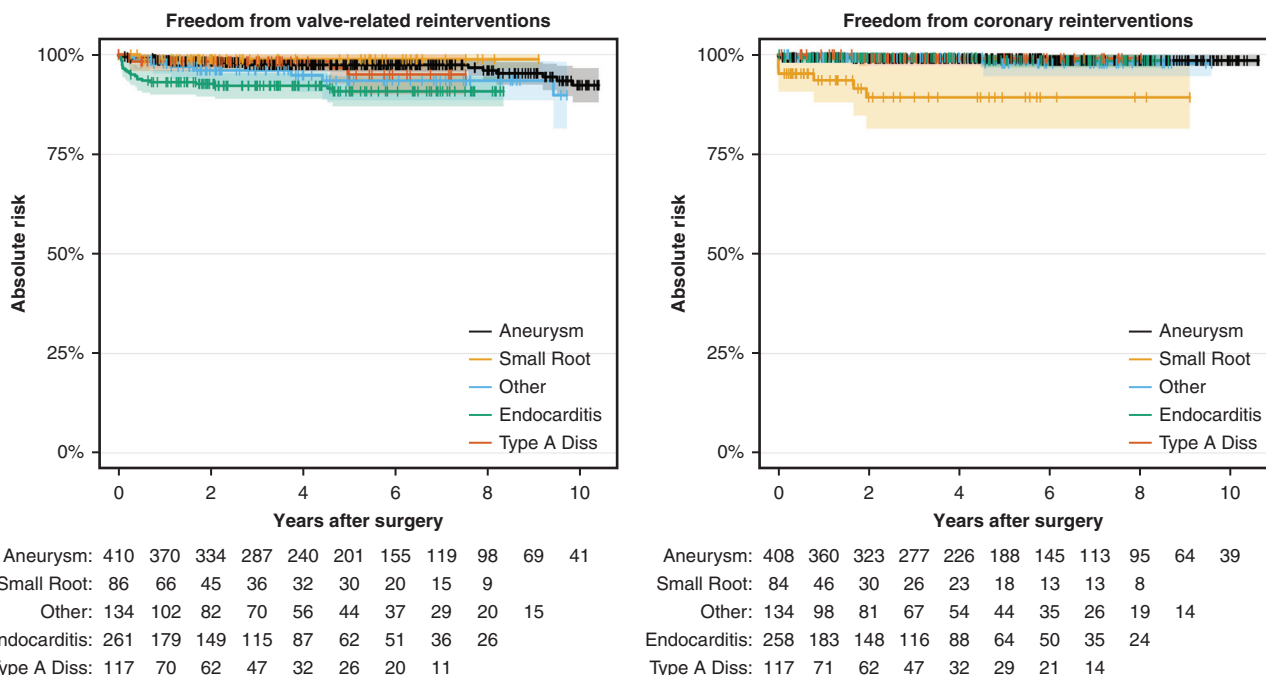 Freedom from valve-related reinterventions
100%
75%
50%
25%
0%
Absolute risk
Aneurysm
Small Root
Other
Endocarditis
Type A Diss
0 2 4 6 8 10
Years after surgery
Aneurysm: 410 370 334 287 240 201 155 119 98 69 41
Small Root: 86 66 45 36 32 30 20 15 9
Other: 134 102 82 70 56 44 37 29 20 15
ndocarditis: 261 179 149 115 87 62 51 36 26
ype A Diss: 117 70 62 47 32 26 20 11
Freedom from coronary reinterventions
100%
75%
50%
25%
0%
Absolute risk
Aneurysm
Small Root
Other
Endocarditis
Type A Diss
0 2 4 6 8 10
Years after surgery
Aneurysm: 408 360 323 277 226 188 145 113 95 64 39
Small Root: 84 46 30 26 23 18 13 13 8
Other: 134 98 81 67 54 44 35 26 19 14
Endocarditis: 258 183 148 116 88 64 50 35 24
Type A Diss: 117 71 62 47 32 29 21 14